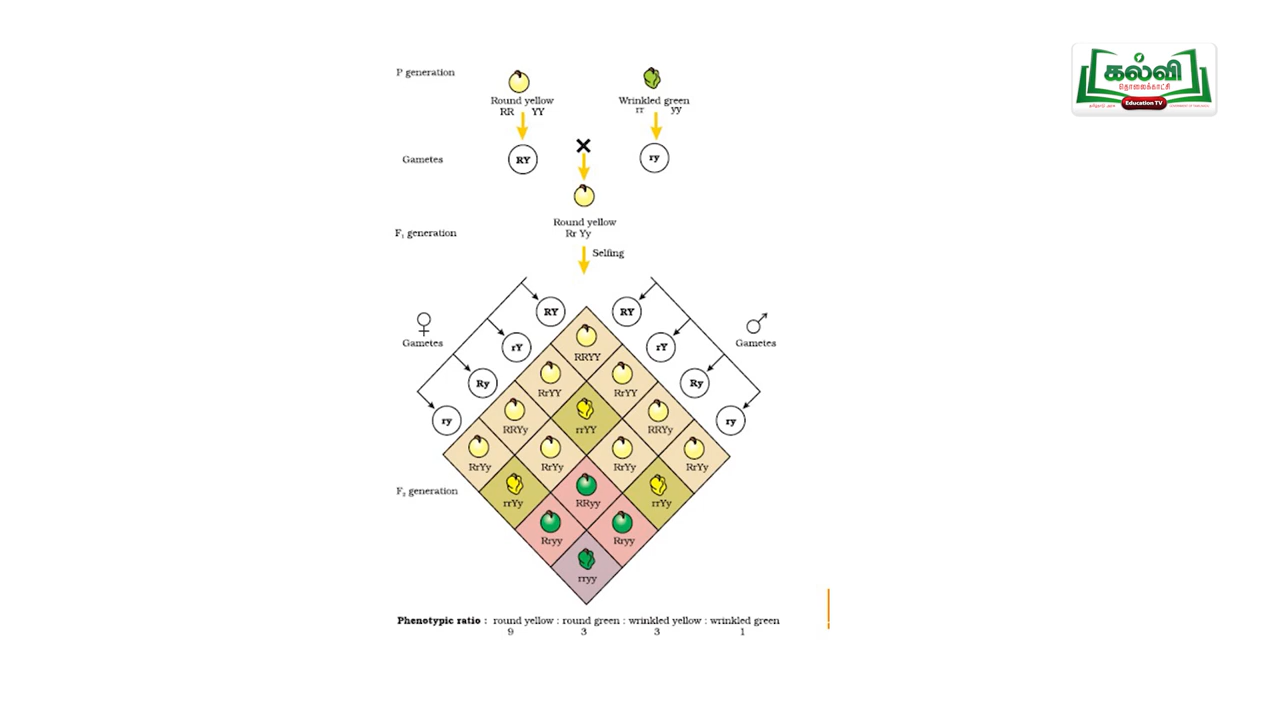 P generation
கல்வி
தொலைக்காட்சி
Education TV
Round yellow
Wrinkled green
RR YY
rr yy
Gametes
RY
ry
Round yellow
Rr Yy
F₁ generation
Selfing
RY
RY
Gametes
rY
rY
Gametes
RRYY
Ry
Ry
RrYY
RrYY
ry
ry
RRYy
rrYY
RRYy
RrYy
RrYy
RrYy
RrYy
F₂ generation
rrYy
RRyy
rrYy
Rryy
Rryy
rryy
Phenotypic ratio : round yellow : round green : wrinkled yellow : wrinkled green
9 3 3 1